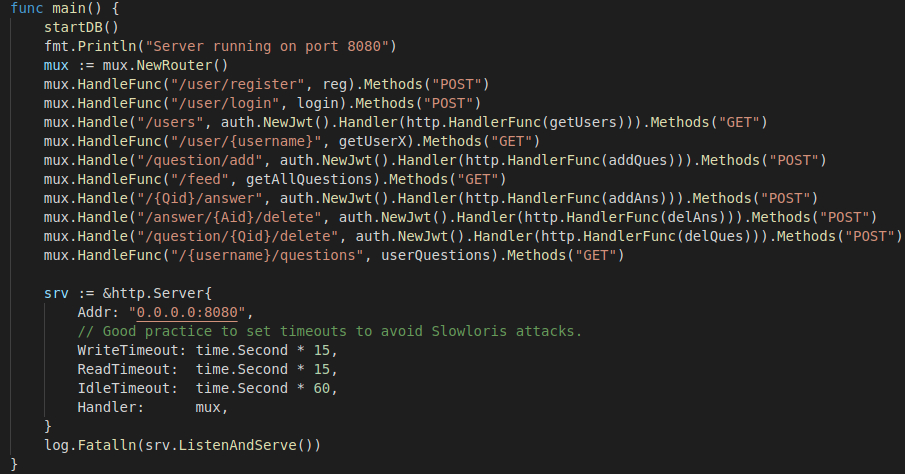 func main() {
    startDB()
    fmt.Println("Server running on port 8080")
    mux := mux.NewRouter()
    mux.HandleFunc("/user/register", reg).Methods("POST")
    mux.HandleFunc("/user/login", login).Methods("POST")
    mux.Handle("/users", auth.NewJwt().Handler(http.HandlerFunc(getUsers))).Methods("GET")
    mux.HandleFunc("/user/{username}", getUserX).Methods("GET")
    mux.Handle("/question/add", auth.NewJwt().Handler(http.HandlerFunc(addQues))).Methods("POST")
    mux.HandleFunc("/feed", getAllQuestions).Methods("GET")
    mux.Handle("/{Qid}/answer", auth.NewJwt().Handler(http.HandlerFunc(addAns))).Methods("POST")
    mux.Handle("/answer/{Aid}/delete", auth.NewJwt().Handler(http.HandlerFunc(delAns))).Methods("POST")
    mux.Handle("/question/{Qid}/delete", auth.NewJwt().Handler(http.HandlerFunc(delQues))).Methods("POST")
    mux.HandleFunc("/{username}/questions", userQuestions).Methods("GET")

    srv := &http.Server{
        Addr: "0.0.0.0:8080",
        // Good practice to set timeouts to avoid Slowloris attacks.
        WriteTimeout: time.Second * 15,
        ReadTimeout:  time.Second * 15,
        IdleTimeout:  time.Second * 60,
        Handler:      mux,
    }
    log.Fatalln(srv.ListenAndServe())
}